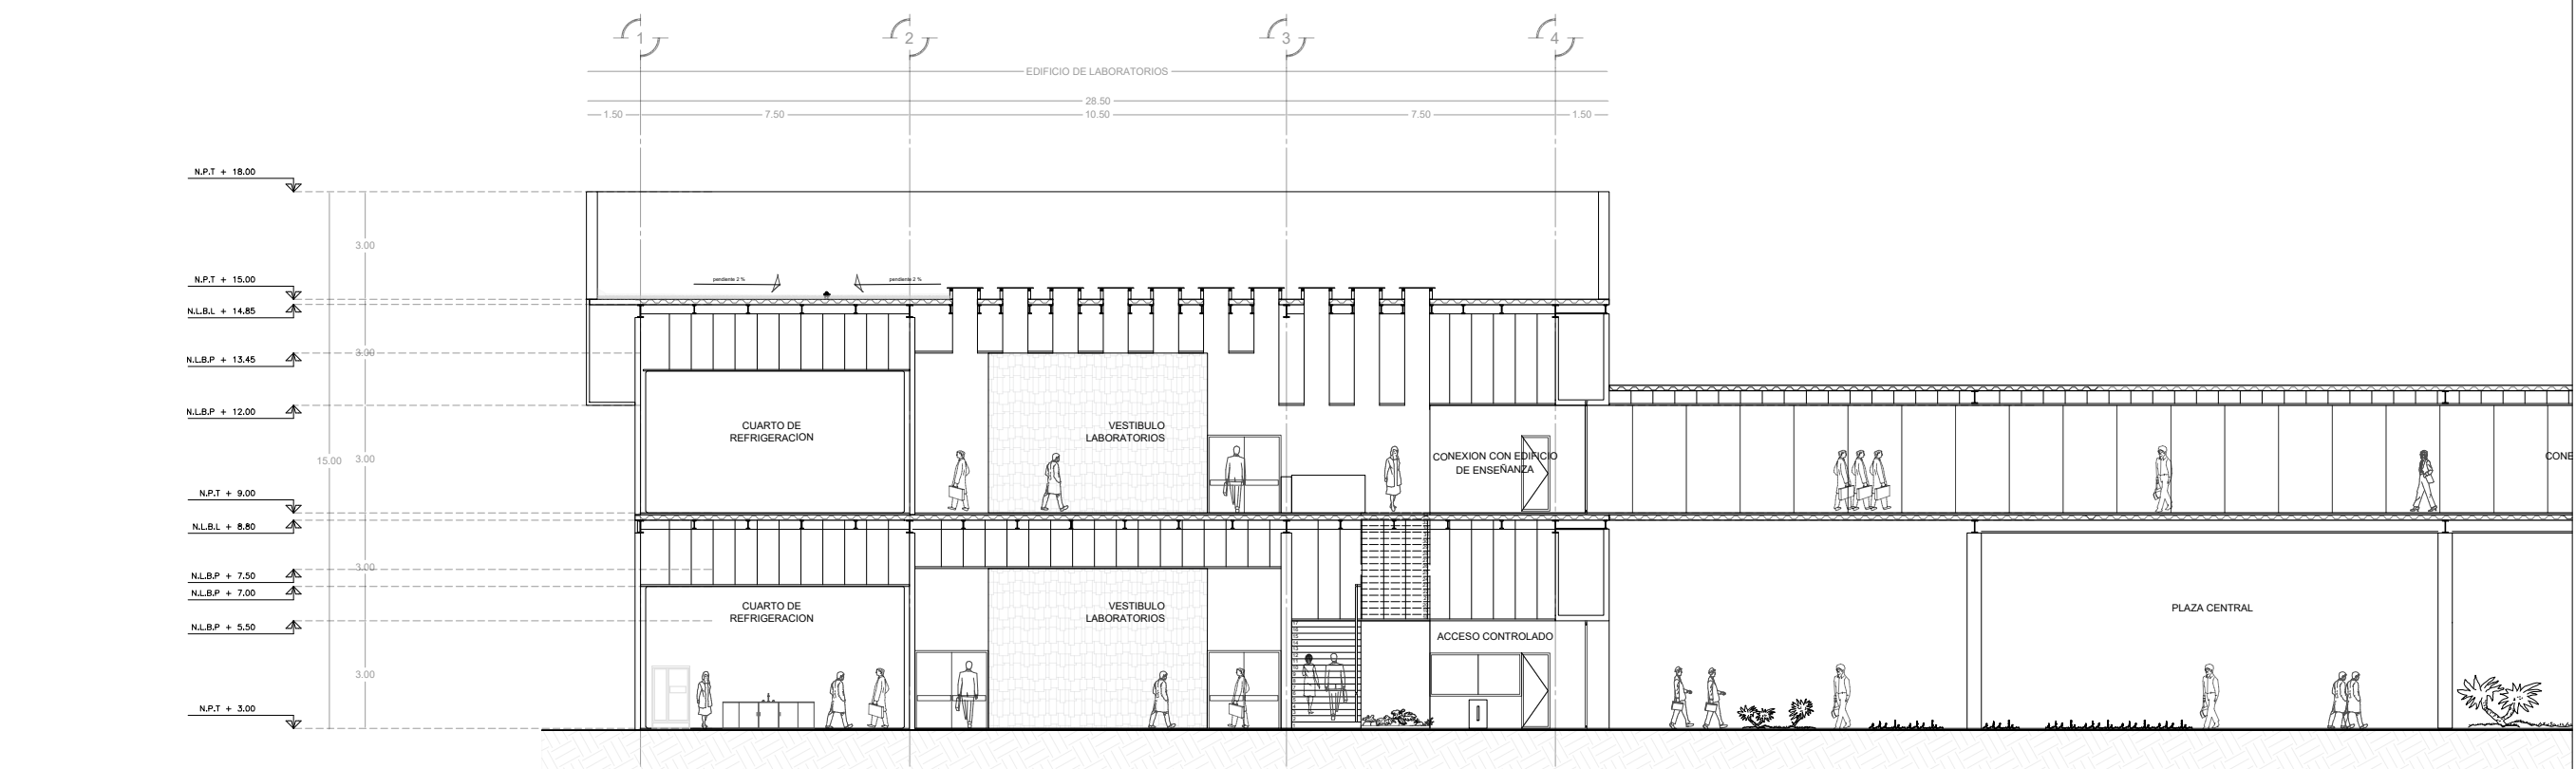 1 2 3 4
EDIFICIO DE LABORATORIOS
28.50
1.50 7.50 10.50 7.50 1.50
N.P.T + 18.00
3.00
N.P.T + 15.00
pendiente 2 % pendiente 2 %
N.L.B.L + 14.85
N.L.B.P + 13.45
3.00
N.L.B.P + 12.00
CUARTO DE
REFRIGERACION
VESTIBULO
LABORATORIOS
CONEXION CON EDIFICIO
DE ENSEÑANZA
CONE
15.00 3.00
N.P.T + 9.00
N.L.B.L + 8.80
3.00
N.L.B.P + 7.50
N.L.B.P + 7.00
N.L.B.P + 5.50
CUARTO DE
REFRIGERACION
VESTIBULO
LABORATORIOS
PLAZA CENTRAL
ACCESO CONTROLADO
3.00
N.P.T + 3.00